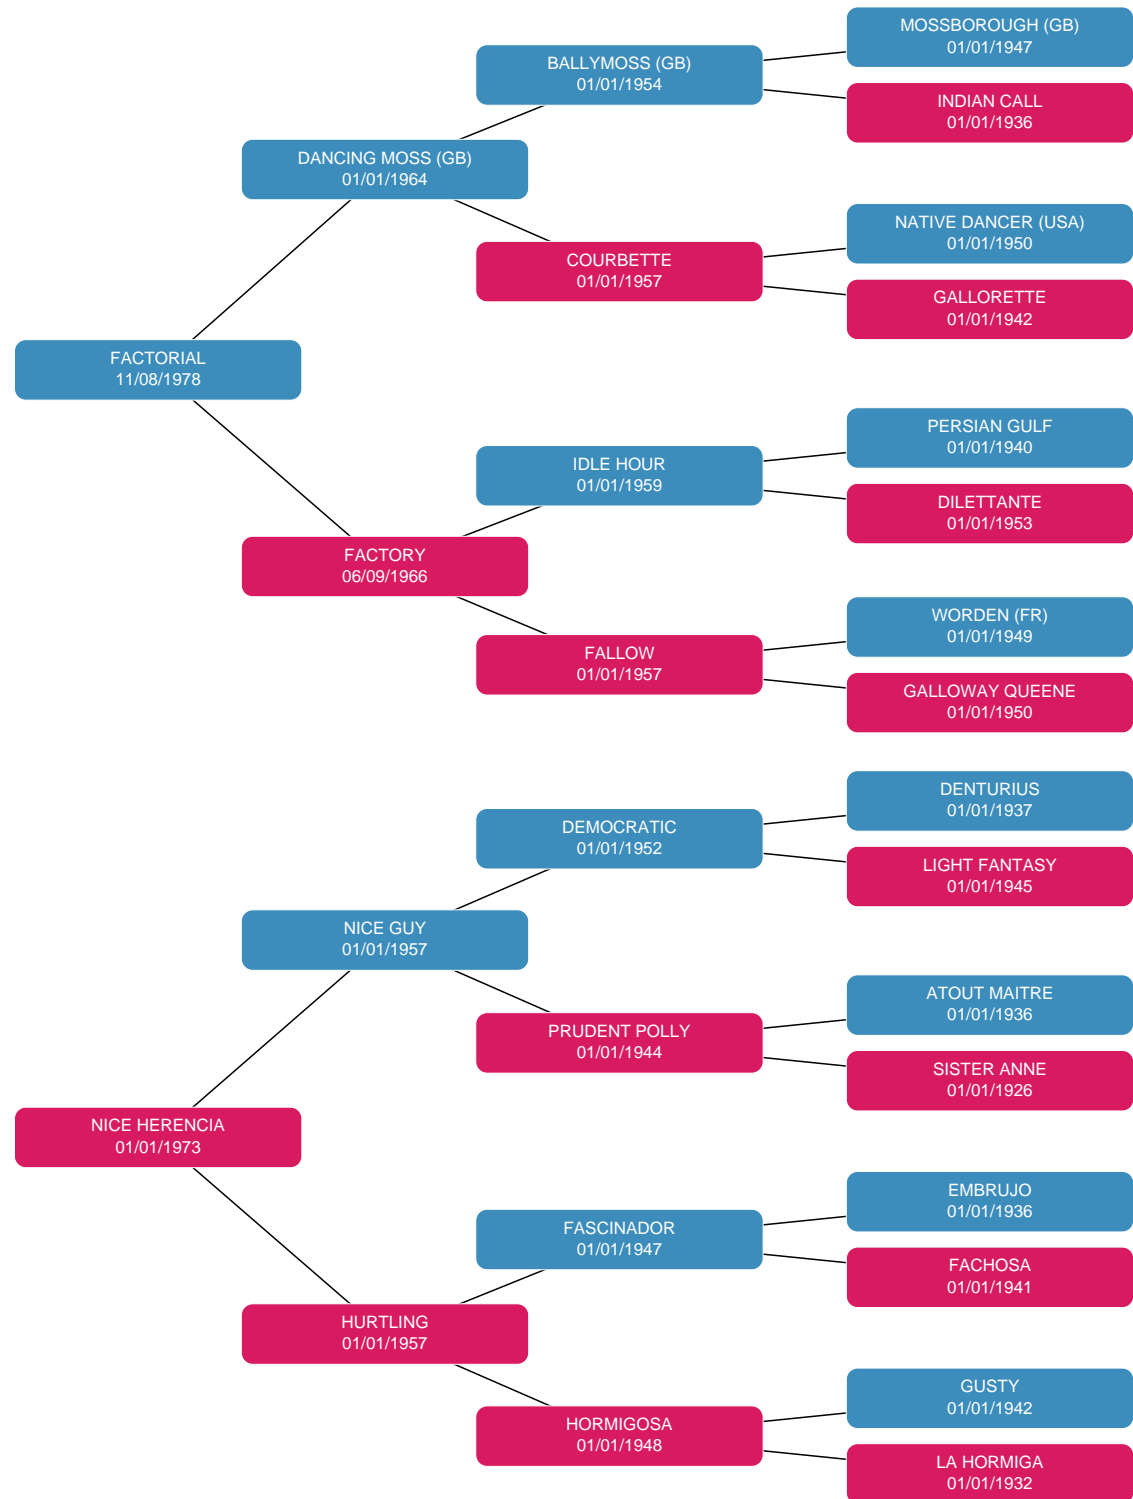 MOSSBOROUGH (GB)
01/01/1947
BALLYMOSS (GB)
01/01/1954
INDIAN CALL
01/01/1936
DANCING MOSS (GB)
01/01/1964
NATIVE DANCER (USA)
01/01/1950
COURBETTE
01/01/1957
GALLORETTE
01/01/1942
FACTORIAL
11/08/1978
PERSIAN GULF
01/01/1940
IDLE HOUR
01/01/1959
DILETTANTE
01/01/1953
FACTORY
06/09/1966
WORDEN (FR)
01/01/1949
FALLOW
01/01/1957
GALLOWAY QUEENE
01/01/1950
DENTURIUS
01/01/1937
DEMOCRATIC
01/01/1952
LIGHT FANTASY
01/01/1945
NICE GUY
01/01/1957
ATOUT MAITRE
01/01/1936
PRUDENT POLLY
01/01/1944
SISTER ANNE
01/01/1926
NICE HERENCIA
01/01/1973
EMBRUJO
01/01/1936
FASCINADOR
01/01/1947
FACHOSA
01/01/1941
HURTLING
01/01/1957
GUSTY
01/01/1942
HORMIGOSA
01/01/1948
LA HORMIGA
01/01/1932